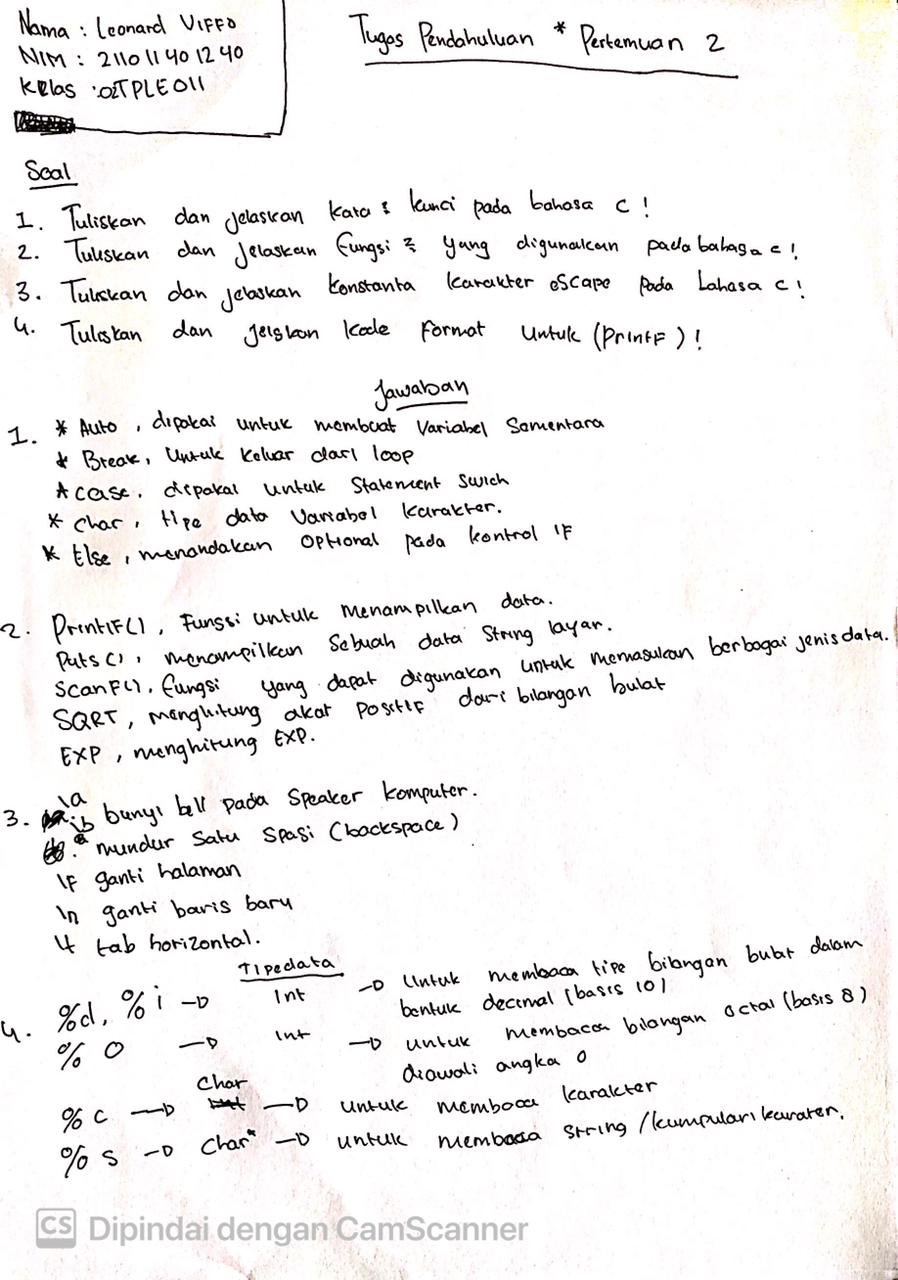 Nama : Leonard Viffo
NIM : 211011401240
Kelas : 02TPLE011
Tugas Pendahuluan * Pertemuan 2
Soal
1. Tuliskan dan jelaskan kata 2 kunci pada bahasa C !
2. Tuliskan dan jelaskan fungsi 2 yang digunakan pada bahasa C !
3. Tuliskan dan jelaskan konstanta karakter escape pada bahasa C !
4. Tuliskan dan jelskan kode format untuk (PrintF) !
Jawaban
1. * Auto, dipakai untuk membuat Variabel Sementara
* Break, Untuk keluar dari loop
* case, dipakai untuk Statement Swich
* char, tipe data Variabel karakter.
* Else, menandakan Optional pada kontrol IF
2. PrintIF(), Fungsi untuk Menampilkan data.
Puts(), menampilkan Sebuah data String layar.
ScanF(), fungsi yang dapat digunakan untuk memasukan berbagai jenis data.
SQRT, menghitung akat Positif dari bilangan bulat
EXP, menghitung EXP.
3. \a bunyi bell pada Speaker komputer.
\b mundur Satu Spasi (backspace)
\F ganti halaman
\n ganti baris baru
\t tab horizontal.
Tipe data
4. %d, %i → Int → Untuk membaca tipe bilangan bulat dalam
bentuk decimal (basis 10)
% O → Int → untuk membaca bilangan octal (basis 8)
diawali angka 0
% c → Char → untuk membaca karakter
% s → Char* → untuk membaca string / kumpulan karater.
CS Dipindai dengan CamScanner